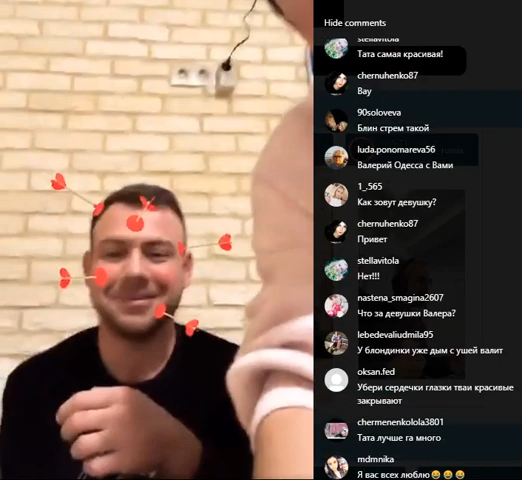 Hide comments
stellavitola
Тата самая красивая!
chernuhenko87
Вау
90soloveva
Блин стрем такой
luda.ponomareva56
Валерий Одесса с Вами
1_.565
Как зовут девушку?
chernuhenko87
Привет
stellavitola
Нет!!!
nastena_smagina2607
Что за девушки Валера?
lebedevaliudmila95
У блондинки уже дым с ушей валит
oksan.fed
Убери сердечки глазки тваи красивые
закрывают
chermenenkolola3801
Тата лучше га много
mdmnika
Я вас всех люблю😂😂😂